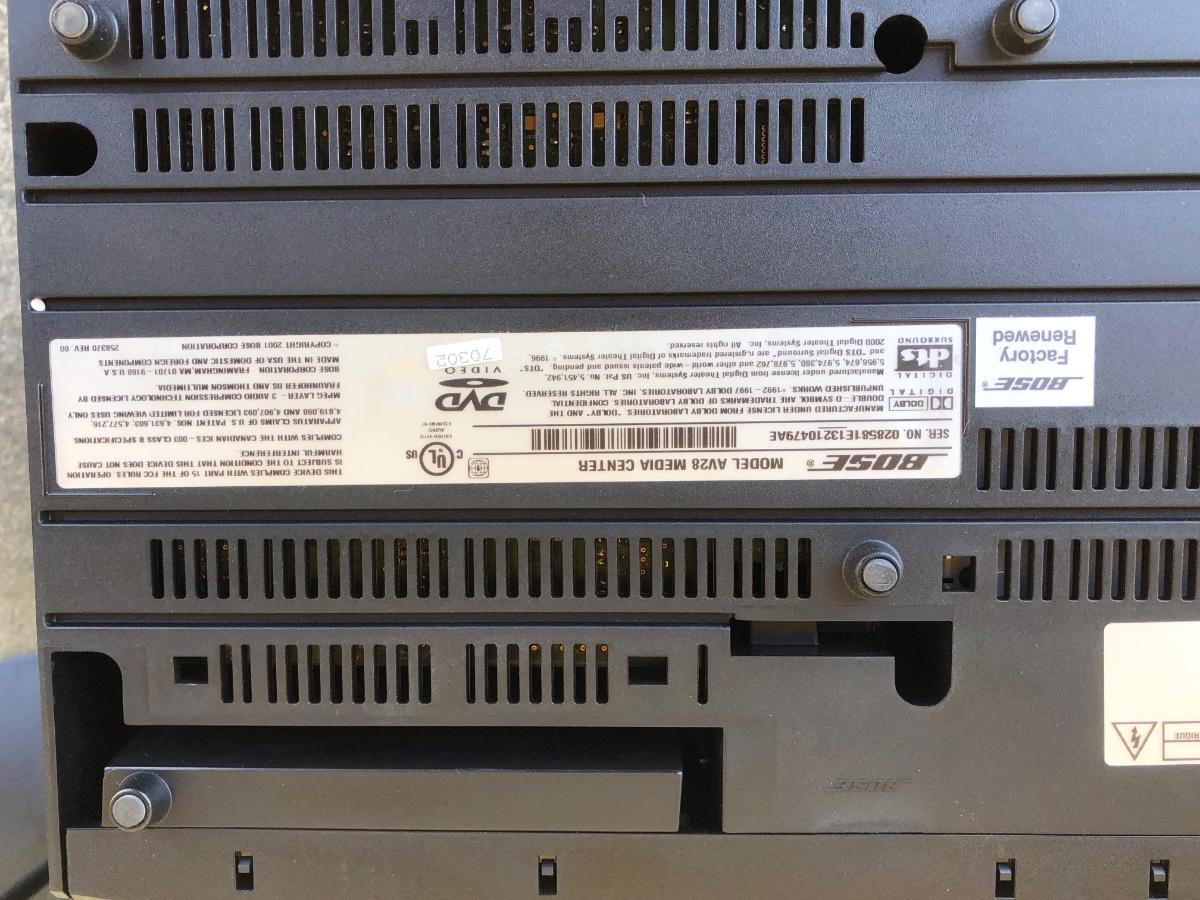 BOSE®
MODEL AV28 MEDIA CENTER
SER. NO. 028581E13210479AE
DOLBY
DIGITAL
MANUFACTURED UNDER LICENSE FROM DOLBY LABORATORIES. "DOLBY" AND THE
DOUBLE - D SYMBOL ARE TRADEMARKS OF DOLBY LABORATORIES. CONFIDENTIAL
UNPUBLISHED WORKS. ©1992–1997 DOLBY LABORATORIES, INC. ALL RIGHTS RESERVED.
DIGITAL
dts
SURROUND
Manufactured under license from Digital Theater Systems, Inc. US Pat. No. 5,451,942,
5,956,674, 5,974,380, 5,978,762 and other world - wide patents issued and pending. "DTS"
and "DTS Digital Surround" are registered trademarks of Digital Theater Systems, Inc. © 1996,
2000 Digital Theater Systems, Inc. All rights reserved.
C UL US
DVD
VIDEO
70302
THIS DEVICE COMPLIES WITH PART 15 OF THE FCC RULES. OPERATION
IS SUBJECT TO THE CONDITION THAT THIS DEVICE DOES NOT CAUSE
HARMFUL INTERFERENCE.
COMPLIES WITH THE CANADIAN ICES - 003 CLASS B SPECIFICATIONS
APPARATUS CLAIMS OF U.S. PATENT NOS. 4,631,603; 4,577,216;
4,819,098 AND 4,907,093 LICENSED FOR LIMITED VIEWING USES ONLY.
MPEG - LAYER - 3 AUDIO COMPRESSION TECHNOLOGY LICENSED BY
FRAUNHOFER IIS AND THOMSON MULTIMEDIA.
BOSE CORPORATION, FRAMINGHAM, MA 01701 - 9168 U.S.A
MADE IN THE USA OF DOMESTIC AND FOREIGN COMPONENTS
© COPYRIGHT 2001 BOSE CORPORATION
258370 REV. 00
BOSE
Factory
Renewed
RIQUE
BOSE